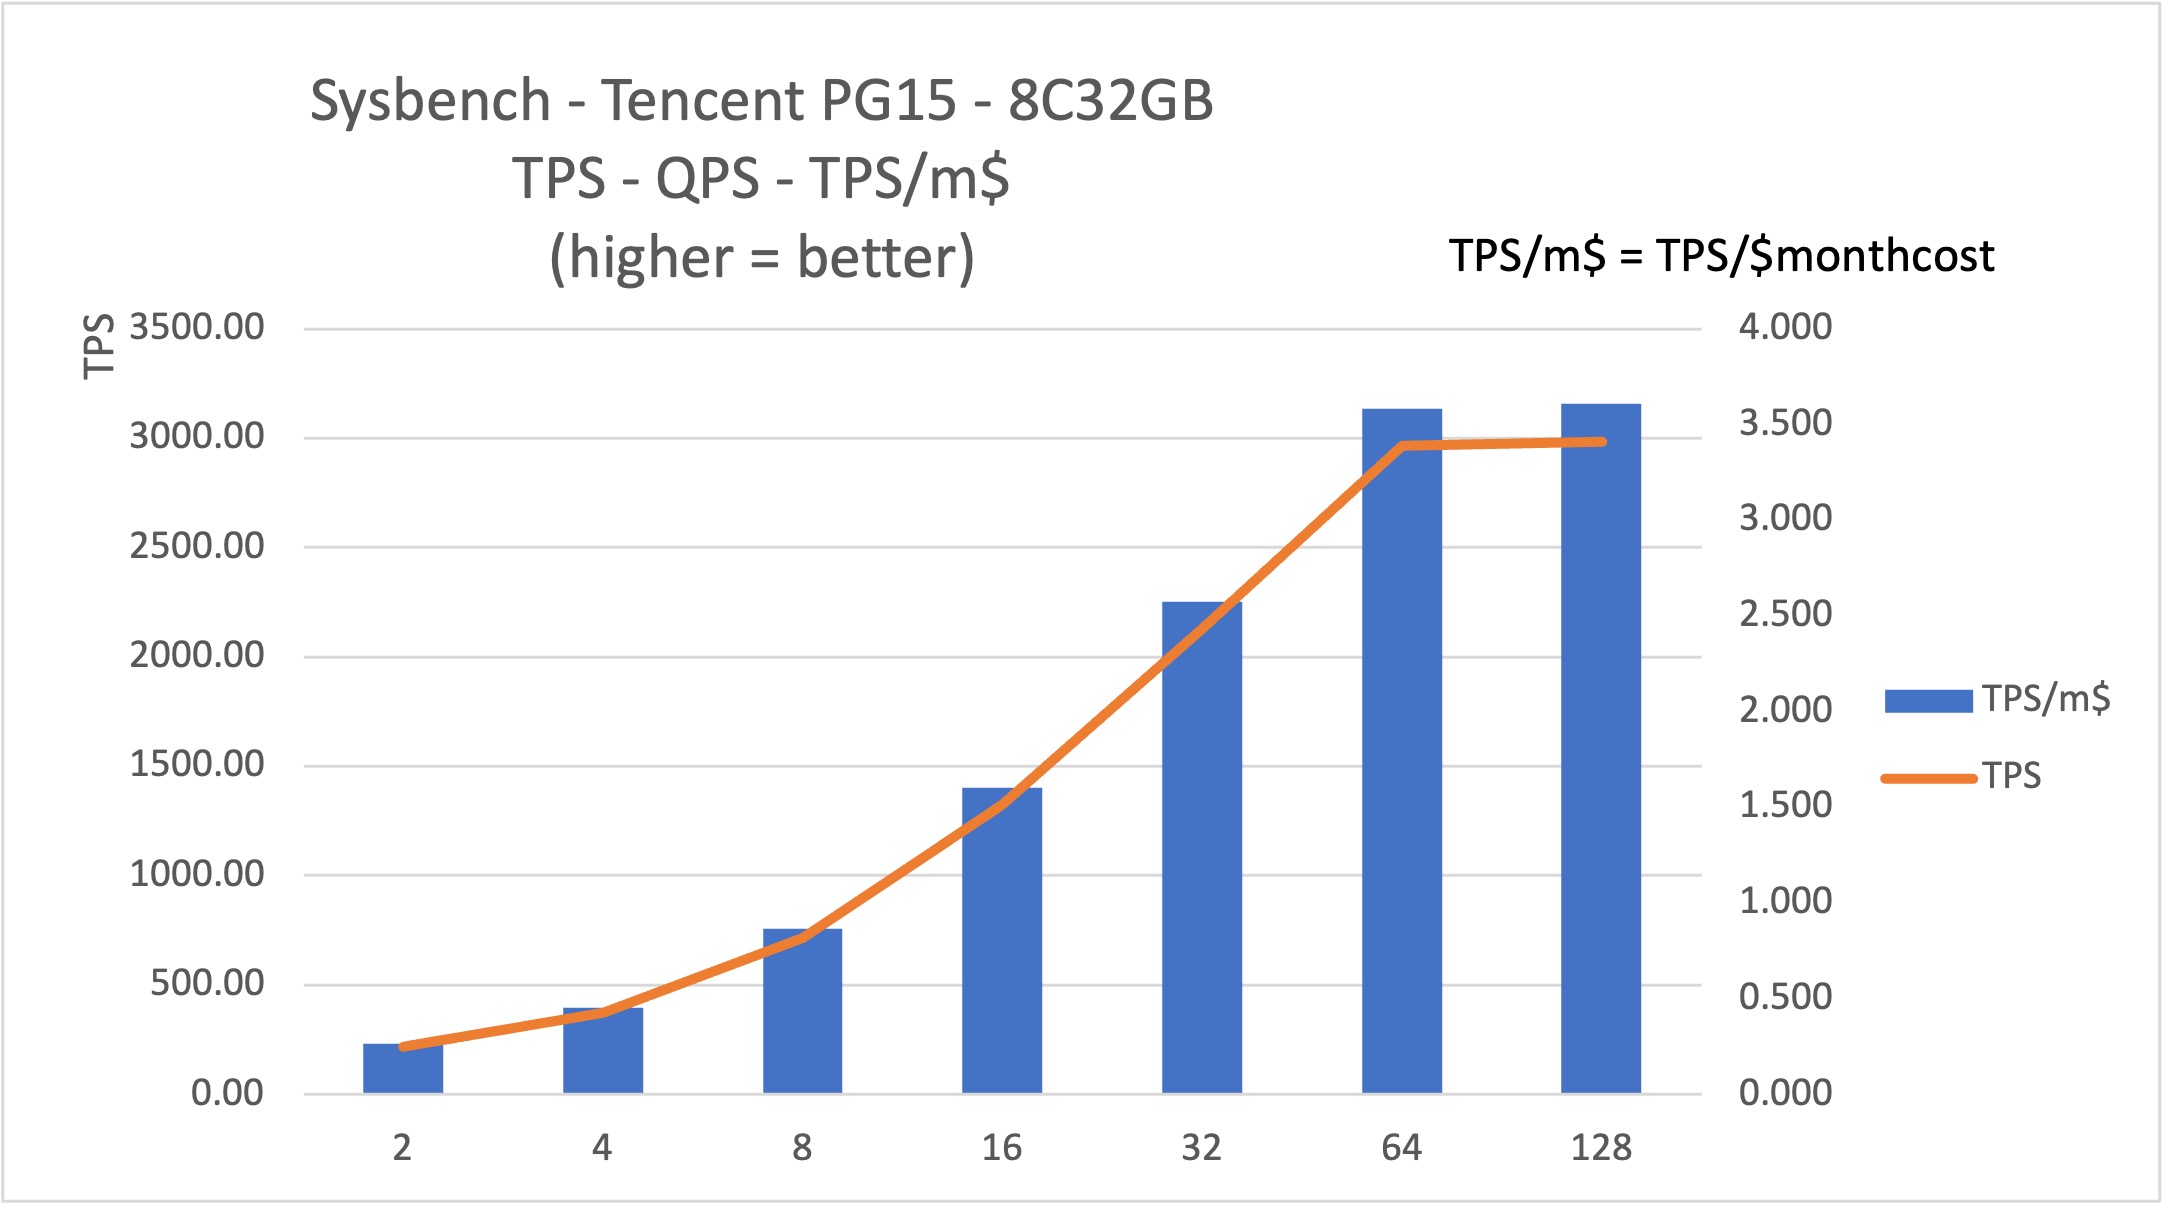 Sysbench - Tencent PG15 - 8C32GB
TPS - QPS - TPS/m$
(higher = better)
TPS/m$ = TPS/$monthcost
TPS
3500.00
3000.00
2500.00
2000.00
1500.00
1000.00
500.00
0.00
4.000
3.500
3.000
2.500
2.000
1.500
1.000
0.500
0.000
2 4 8 16 32 64 128
TPS/m$
TPS